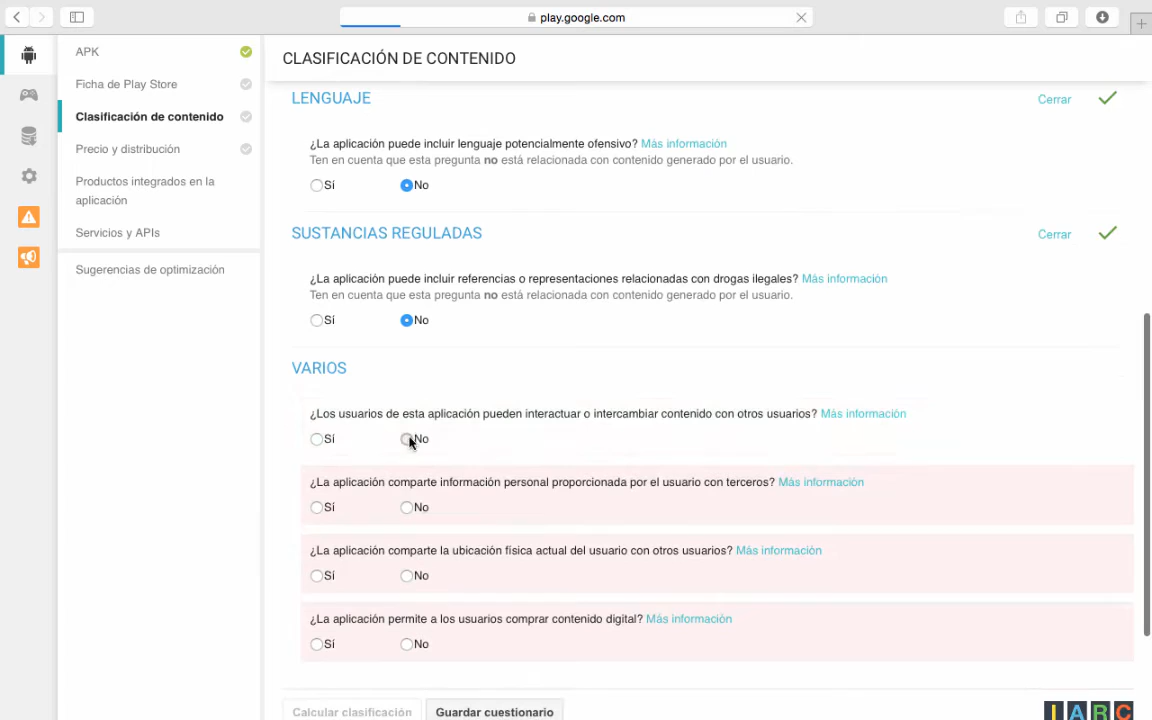 play.google.com
APK
Ficha de Play Store
Clasificación de contenido
Precio y distribución
Productos integrados en la
aplicación
Servicios y APIs
Sugerencias de optimización
CLASIFICACIÓN DE CONTENIDO
LENGUAJE
Cerrar
¿La aplicación puede incluir lenguaje potencialmente ofensivo? Más información
Ten en cuenta que esta pregunta no está relacionada con contenido generado por el usuario.
Sí No
SUSTANCIAS REGULADAS
Cerrar
¿La aplicación puede incluir referencias o representaciones relacionadas con drogas ilegales? Más información
Ten en cuenta que esta pregunta no está relacionada con contenido generado por el usuario.
Sí No
VARIOS
¿Los usuarios de esta aplicación pueden interactuar o intercambiar contenido con otros usuarios? Más información
Sí No
¿La aplicación comparte información personal proporcionada por el usuario con terceros? Más información
Sí No
¿La aplicación comparte la ubicación física actual del usuario con otros usuarios? Más información
Sí No
¿La aplicación permite a los usuarios comprar contenido digital? Más información
Sí No
Calcular clasificación Guardar cuestionario
IARC